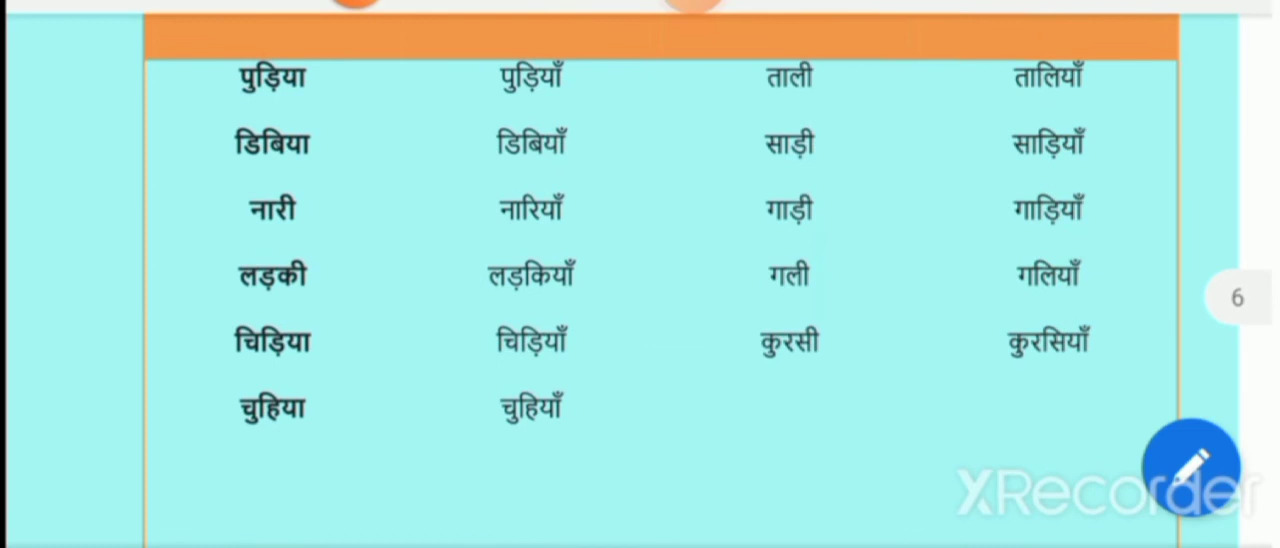 पुड़िया पुड़ियाँ ताली तालियाँ
डिबिया डिबियाँ साड़ी साड़ियाँ
नारी नारियाँ गाड़ी गाड़ियाँ
लड़की लड़कियाँ गली गलियाँ
चिड़िया चिड़ियाँ कुरसी कुरसियाँ
चुहिया चुहियाँ
6
XRecorder